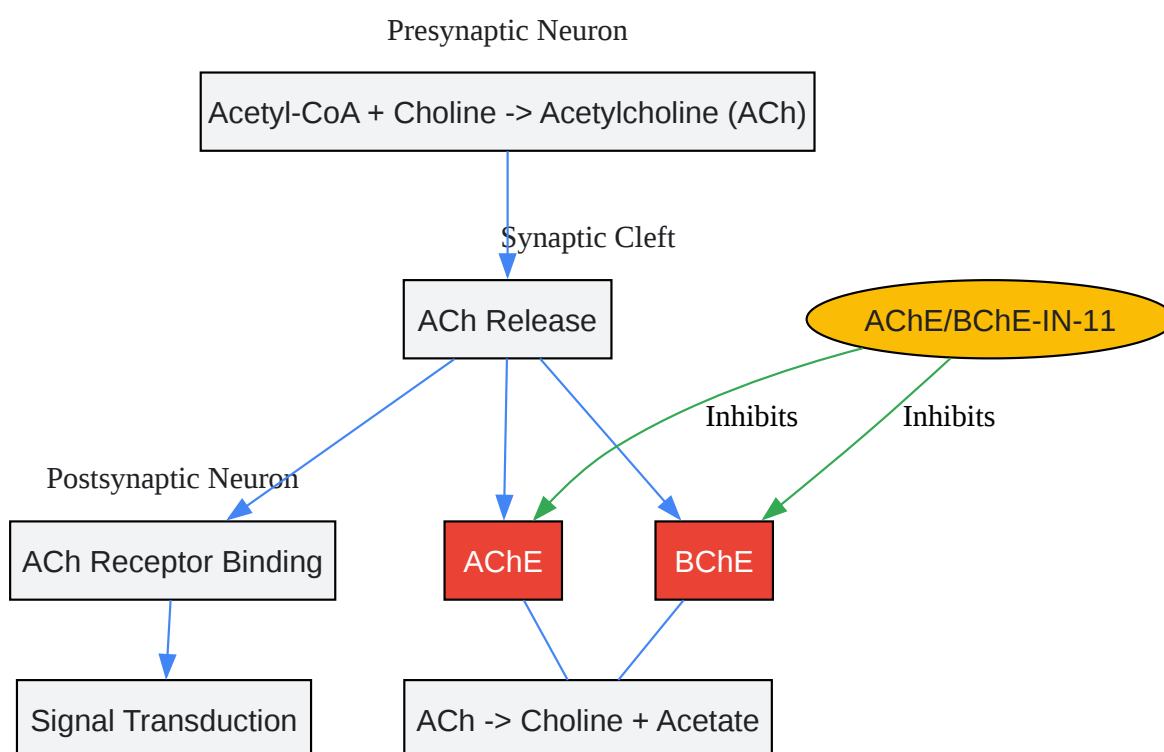 Presynaptic Neuron
Acetyl-CoA + Choline -> Acetylcholine (ACh)
Synaptic Cleft
ACh Release
AChE/BChE-IN-11
Inhibits
Inhibits
Postsynaptic Neuron
ACh Receptor Binding
AChE
BChE
Signal Transduction
ACh -> Choline + Acetate